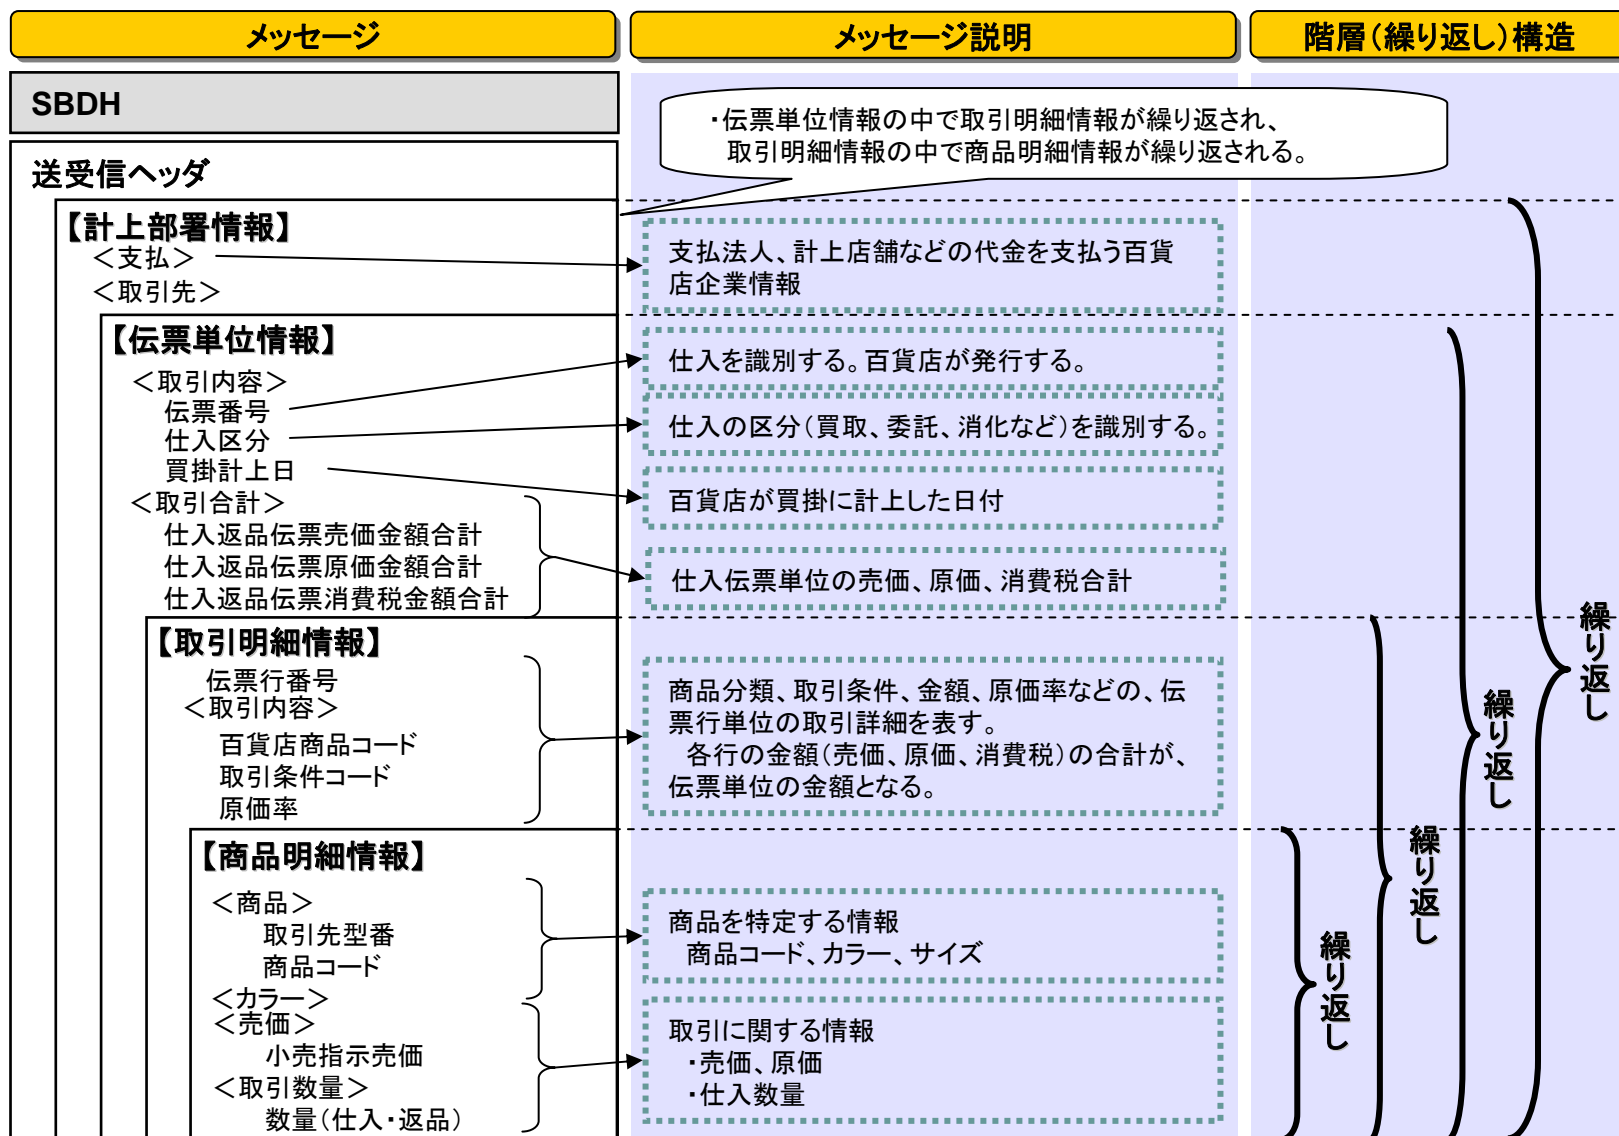 メッセージ
メッセージ説明
階層（繰り返し）構造
SBDH
・伝票単位情報の中で取引明細情報が繰り返され、
取引明細情報の中で商品明細情報が繰り返される。
送受信ヘッダ
【計上部署情報】
＜支払＞
＜取引先＞
支払法人、計上店舗などの代金を支払う百貨
店企業情報
【伝票単位情報】
＜取引内容＞
伝票番号
仕入区分
買掛計上日
＜取引合計＞
仕入返品伝票売価金額合計
仕入返品伝票原価金額合計
仕入返品伝票消費税金額合計
仕入を識別する。百貨店が発行する。
仕入の区分（買取、委託、消化など）を識別する。
百貨店が買掛に計上した日付
仕入伝票単位の売価、原価、消費税合計
【取引明細情報】
伝票行番号
＜取引内容＞
百貨店商品コード
取引条件コード
原価率
商品分類、取引条件、金額、原価率などの、伝
票行単位の取引詳細を表す。
各行の金額（売価、原価、消費税）の合計が、
伝票単位の金額となる。
【商品明細情報】
＜商品＞
取引先型番
商品コード
＜カラー＞
＜売価＞
小売指示売価
＜取引数量＞
数量（仕入・返品）
商品を特定する情報
商品コード、カラー、サイズ
取引に関する情報
・売価、原価
・仕入数量
繰り返し
繰り返し
繰り返し
繰り返し